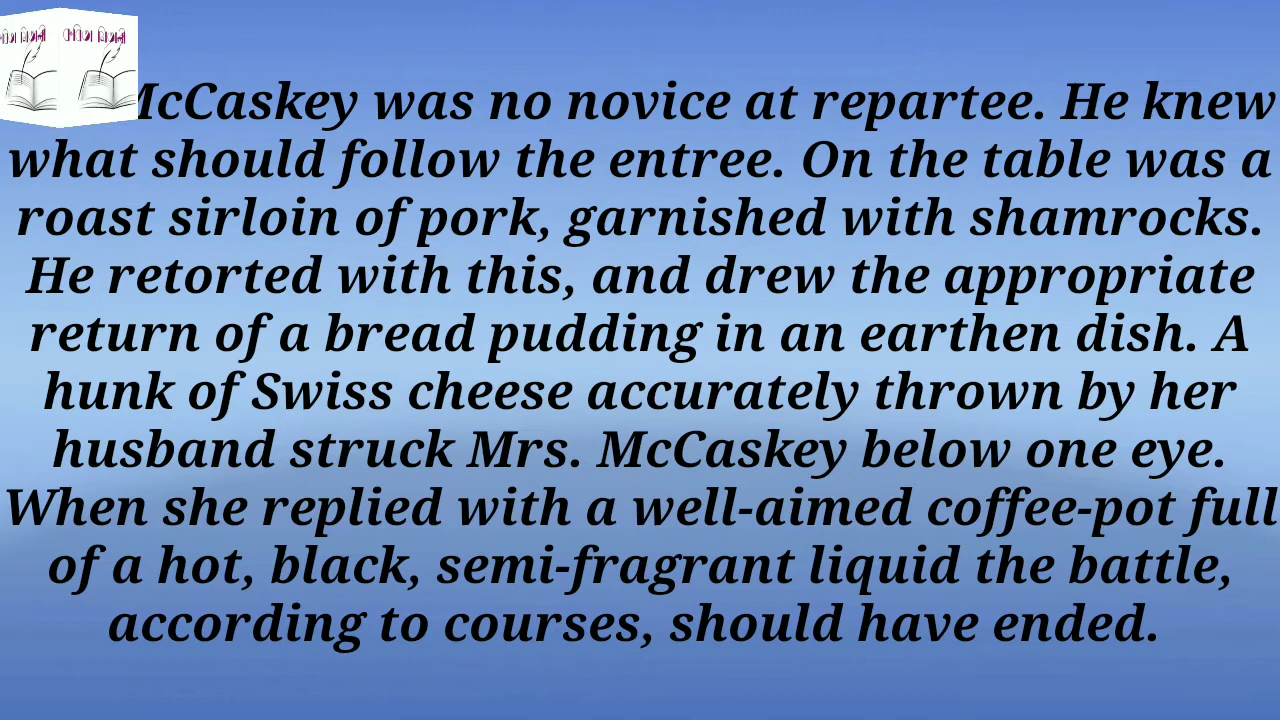 McCaskey was no novice at repartee. He knew
what should follow the entree. On the table was a
roast sirloin of pork, garnished with shamrocks.
He retorted with this, and drew the appropriate
return of a bread pudding in an earthen dish. A
hunk of Swiss cheese accurately thrown by her
husband struck Mrs. McCaskey below one eye.
When she replied with a well-aimed coffee-pot full
of a hot, black, semi-fragrant liquid the battle,
according to courses, should have ended.